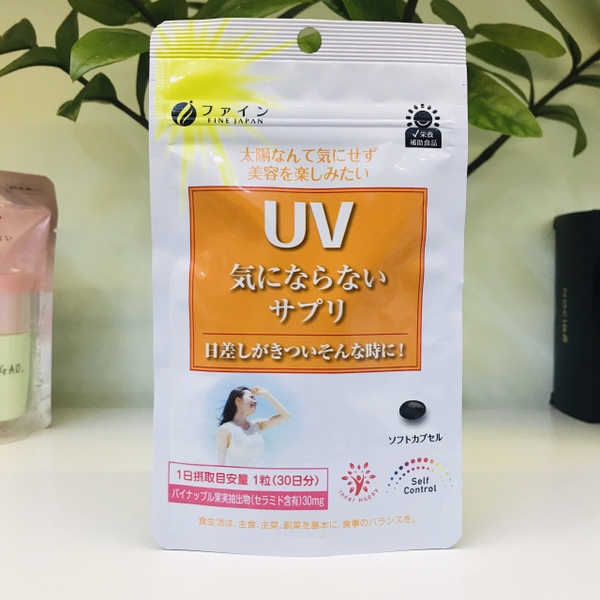 ファイン
FINE JAPAN
✓栄養
補助食品
太陽なんて気にせず
美容を楽しみたい
UV
気にならない
サプリ
日差しがきついそんな時に!
ソフトカプセル
1日摂取目安量 1粒(30日分)
パイナップル果実抽出物(セラミド含有)30mg
Inner Happy
Self
Control
食生活は、主食、主菜、副菜を基本に、食事のバランスを。
GAO.